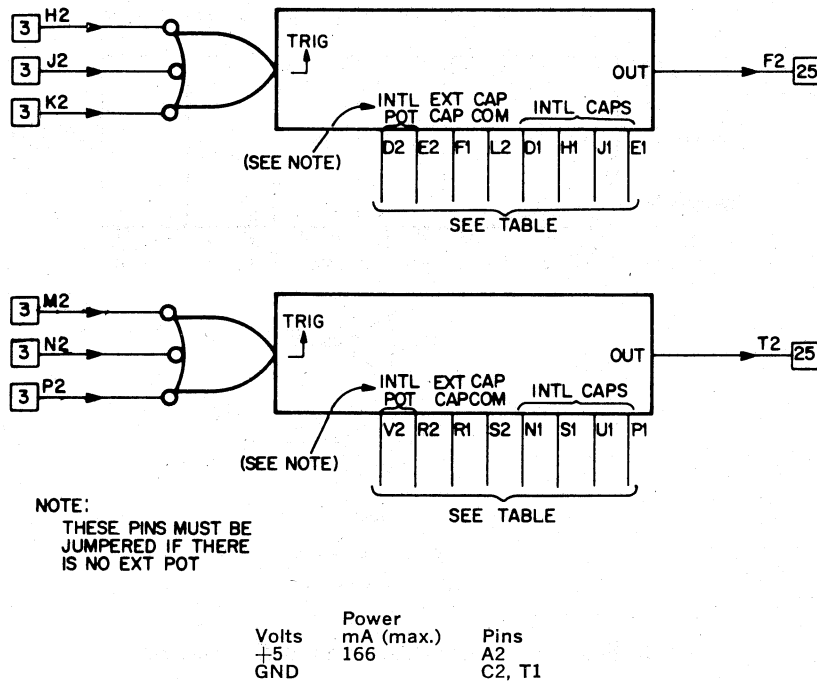 3 H2
3 J2
3 K2
TRIG
OUT
F2 25
INTL EXT CAP
POT CAP COM
INTL CAPS
D2 E2 F1 L2 D1 H1 J1 E1
(SEE NOTE)
SEE TABLE
3 M2
3 N2
3 P2
TRIG
OUT
T2 25
INTL EXT CAP
POT CAPCOM
INTL CAPS
V2 R2 R1 S2 N1 S1 U1 P1
(SEE NOTE)
SEE TABLE
NOTE:
THESE PINS MUST BE
JUMPERED IF THERE
IS NO EXT POT
Power
Volts mA (max.) Pins
+5 166 A2
GND C2, T1